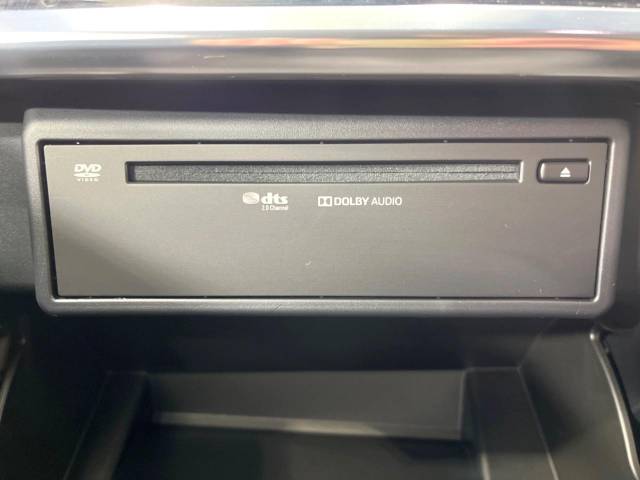 DVD
VIDEO
dts
2.0 Channel
DOLBY AUDIO